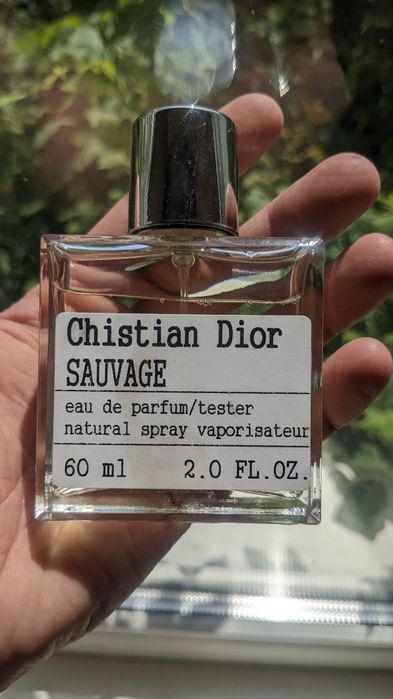 Chistian Dior
SAUVAGE
eau de parfum/tester
natural spray vaporisateur
60 ml 2.0 FL.OZ.